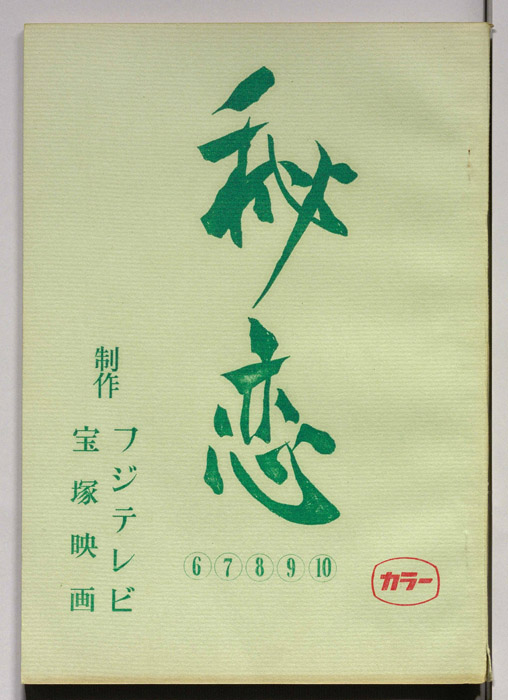 秘恋
⑥⑦⑧⑨⑩
カラー
制作
フジテレビ
宝塚映画